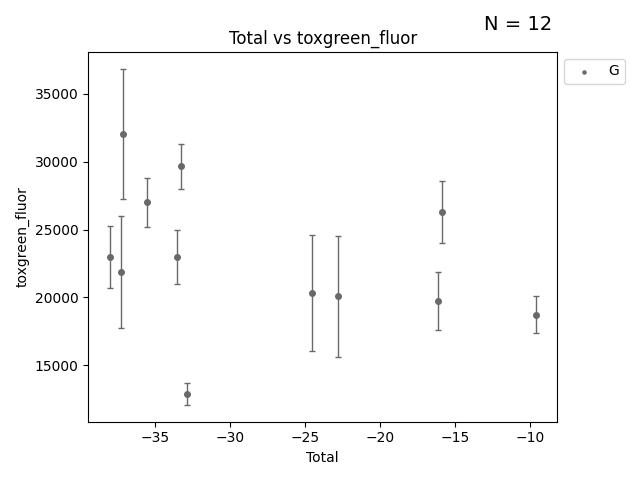 N = 12
Total vs toxgreen_fluor
G
toxgreen_fluor
35000
30000
25000
20000
15000
−35
−30
−25
−20
−15
−10
Total